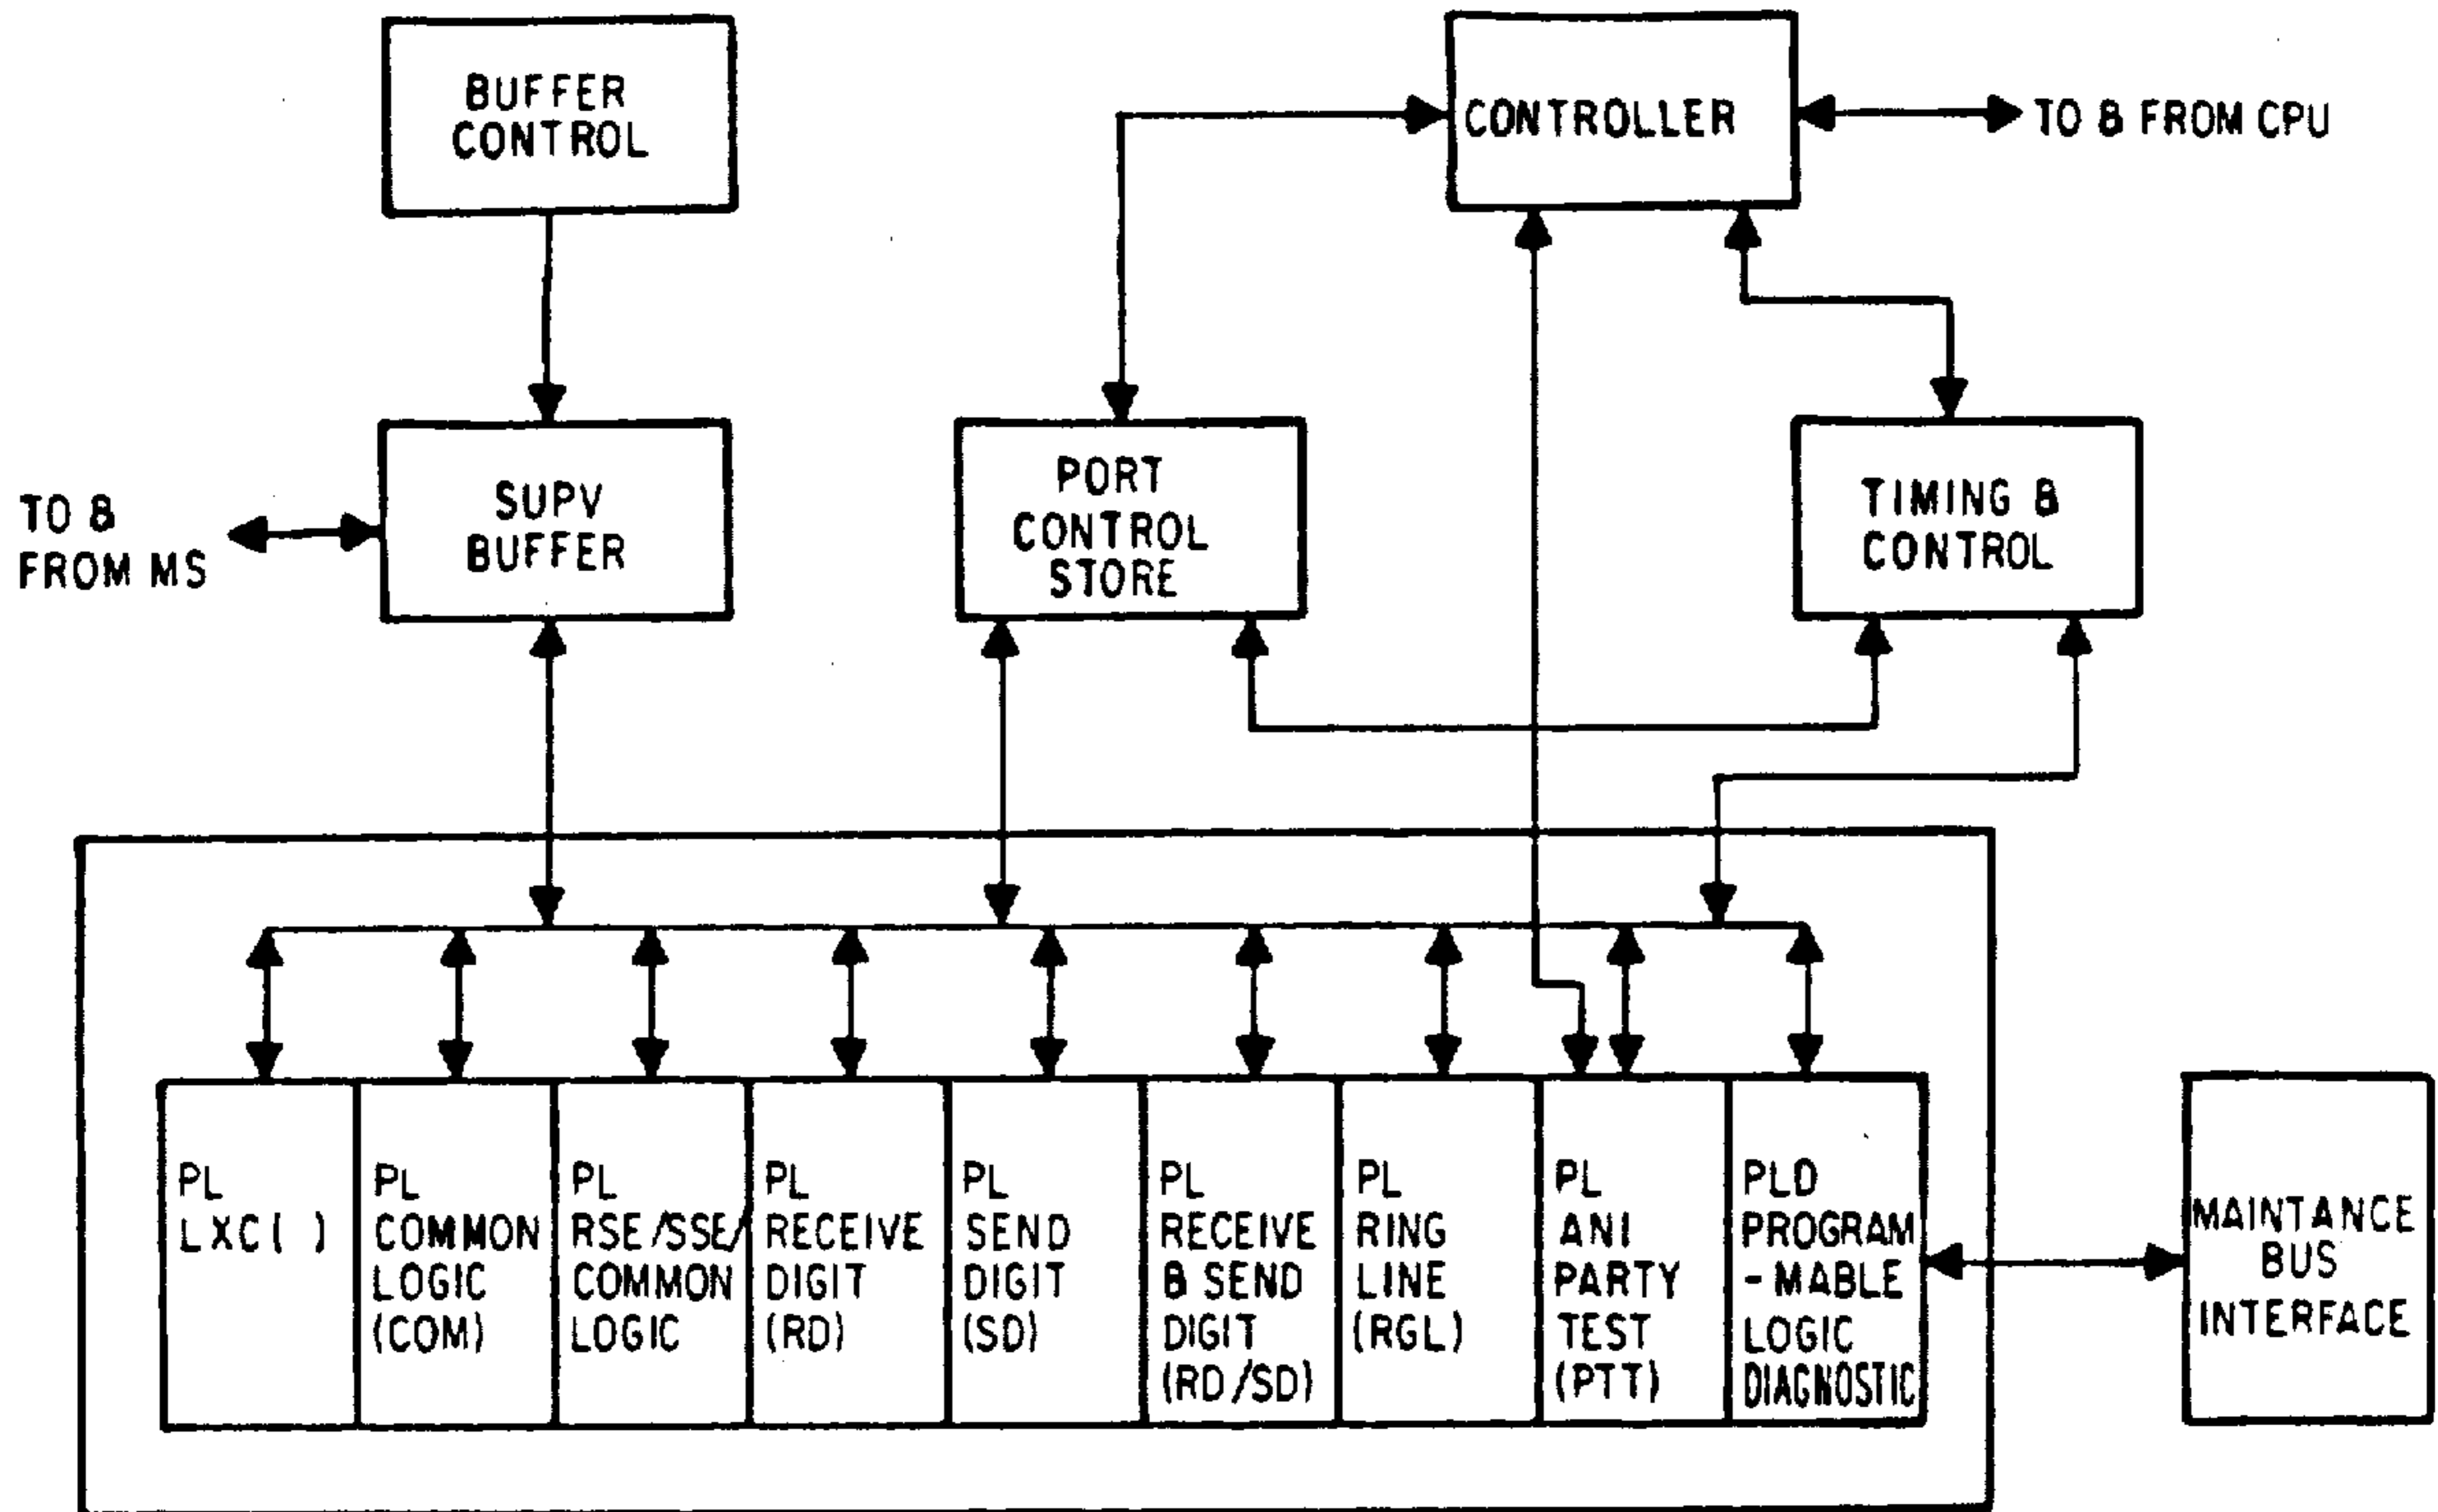 BUFFER
CONTROL
CONTROLLER
TO & FROM CPU
SUPV
BUFFER
TO &
FROM MS
PORT
CONTROL
STORE
TIMING &
CONTROL
PL
LXC( )
PL
COMMON
LOGIC
(COM)
PL
RSE/SSE/
COMMON
LOGIC
PL
RECEIVE
DIGIT
(RD)
PL
SEND
DIGIT
(SD)
PL
RECEIVE
& SEND
DIGIT
(RD/SD)
PL
RING
LINE
(RGL)
PL
ANI
PARTY
TEST
(PTT)
PLD
PROGRAM
-MABLE
LOGIC
DIAGNOSTIC
MAINTANCE
BUS
INTERFACE